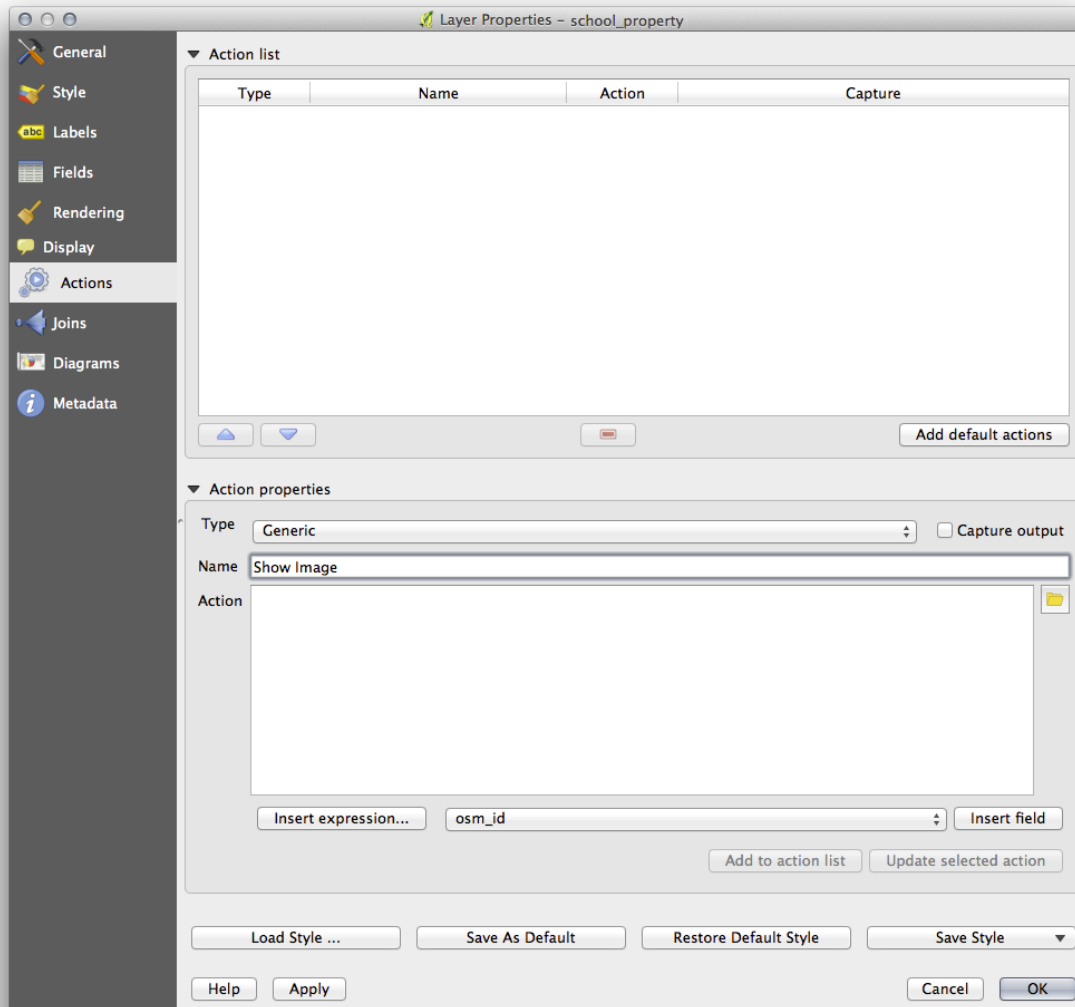 Layer Properties – school_property
General
Style
abc Labels
Fields
Rendering
Display
Actions
Joins
Diagrams
i Metadata
Action list
Type Name Action Capture
Add default actions
Action properties
Type Generic Capture output
Name Show Image
Action
Insert expression... osm_id Insert field
Add to action list Update selected action
Load Style ... Save As Default Restore Default Style Save Style
Help Apply Cancel OK